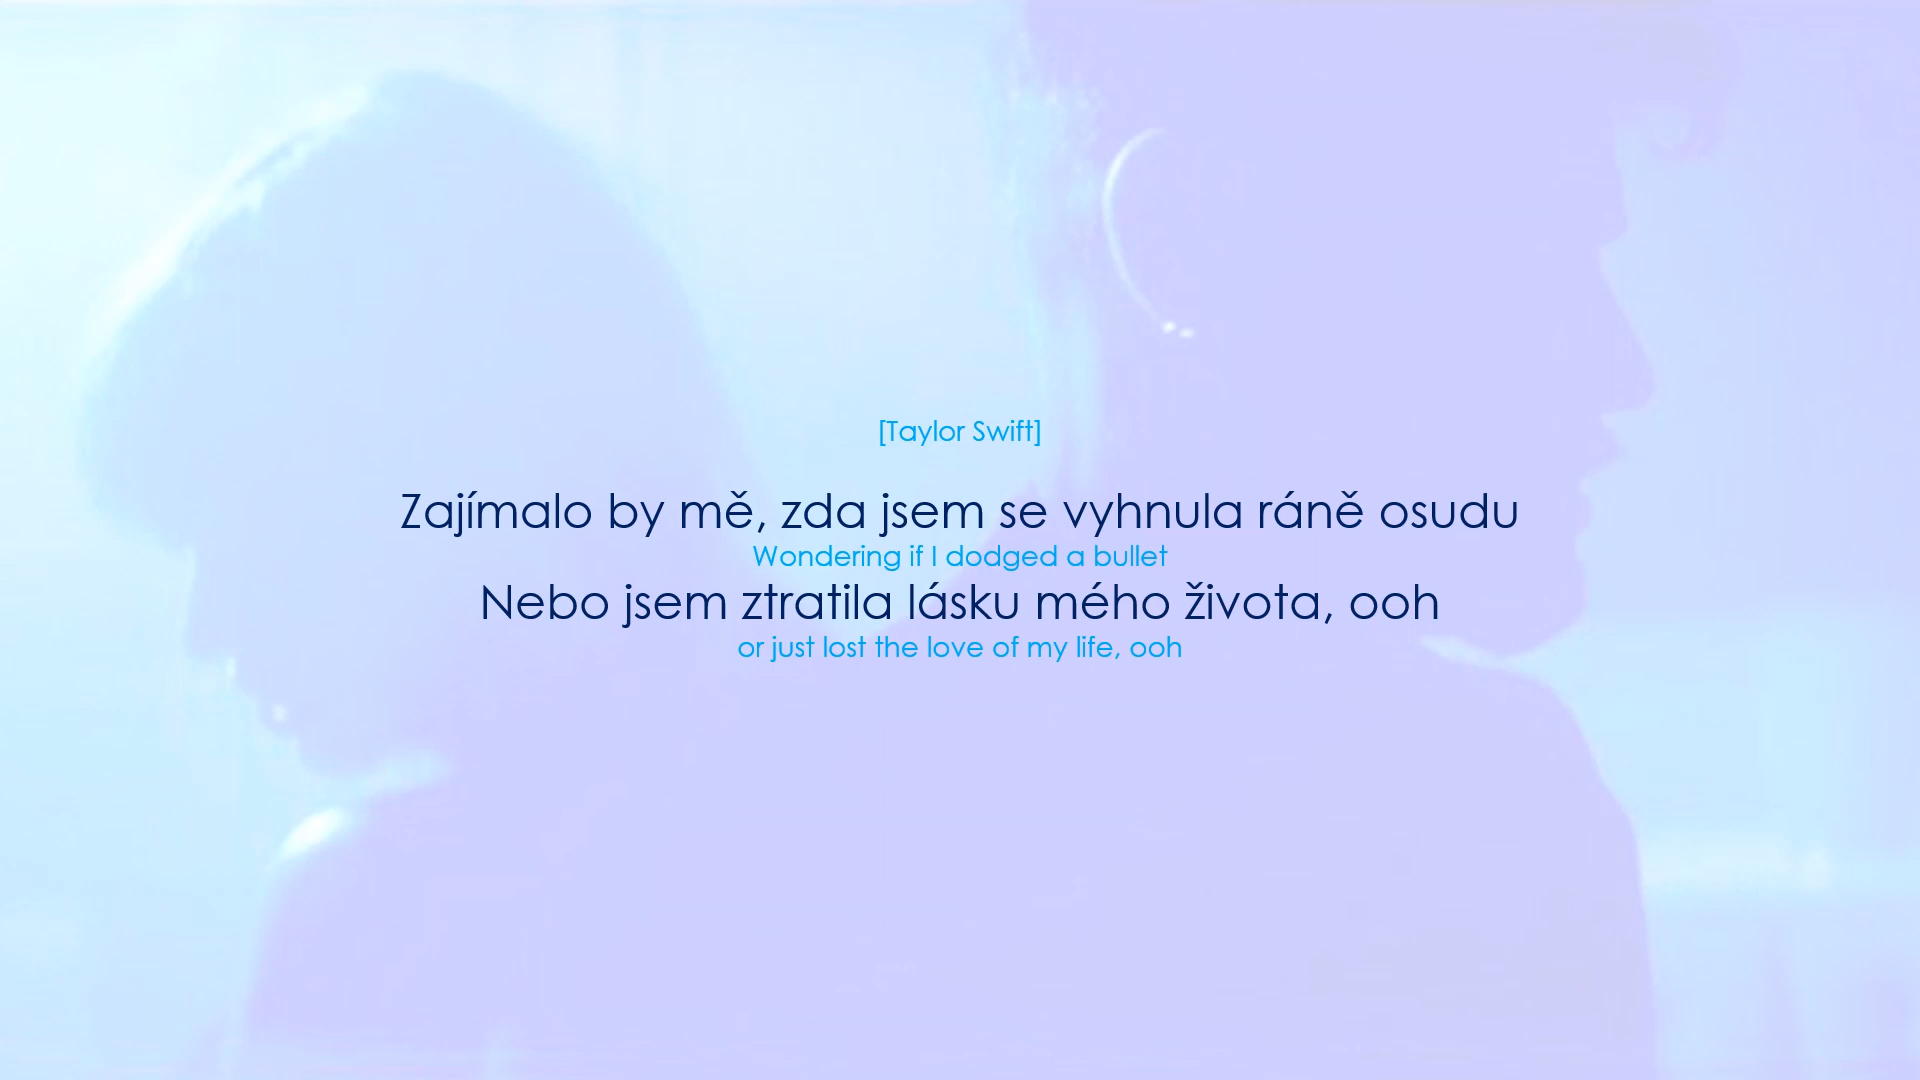 [Taylor Swift]
Zajímalo by mě, zda jsem se vyhnula ráně osudu
Wondering if I dodged a bullet
Nebo jsem ztratila lásku mého života, ooh
or just lost the love of my life, ooh